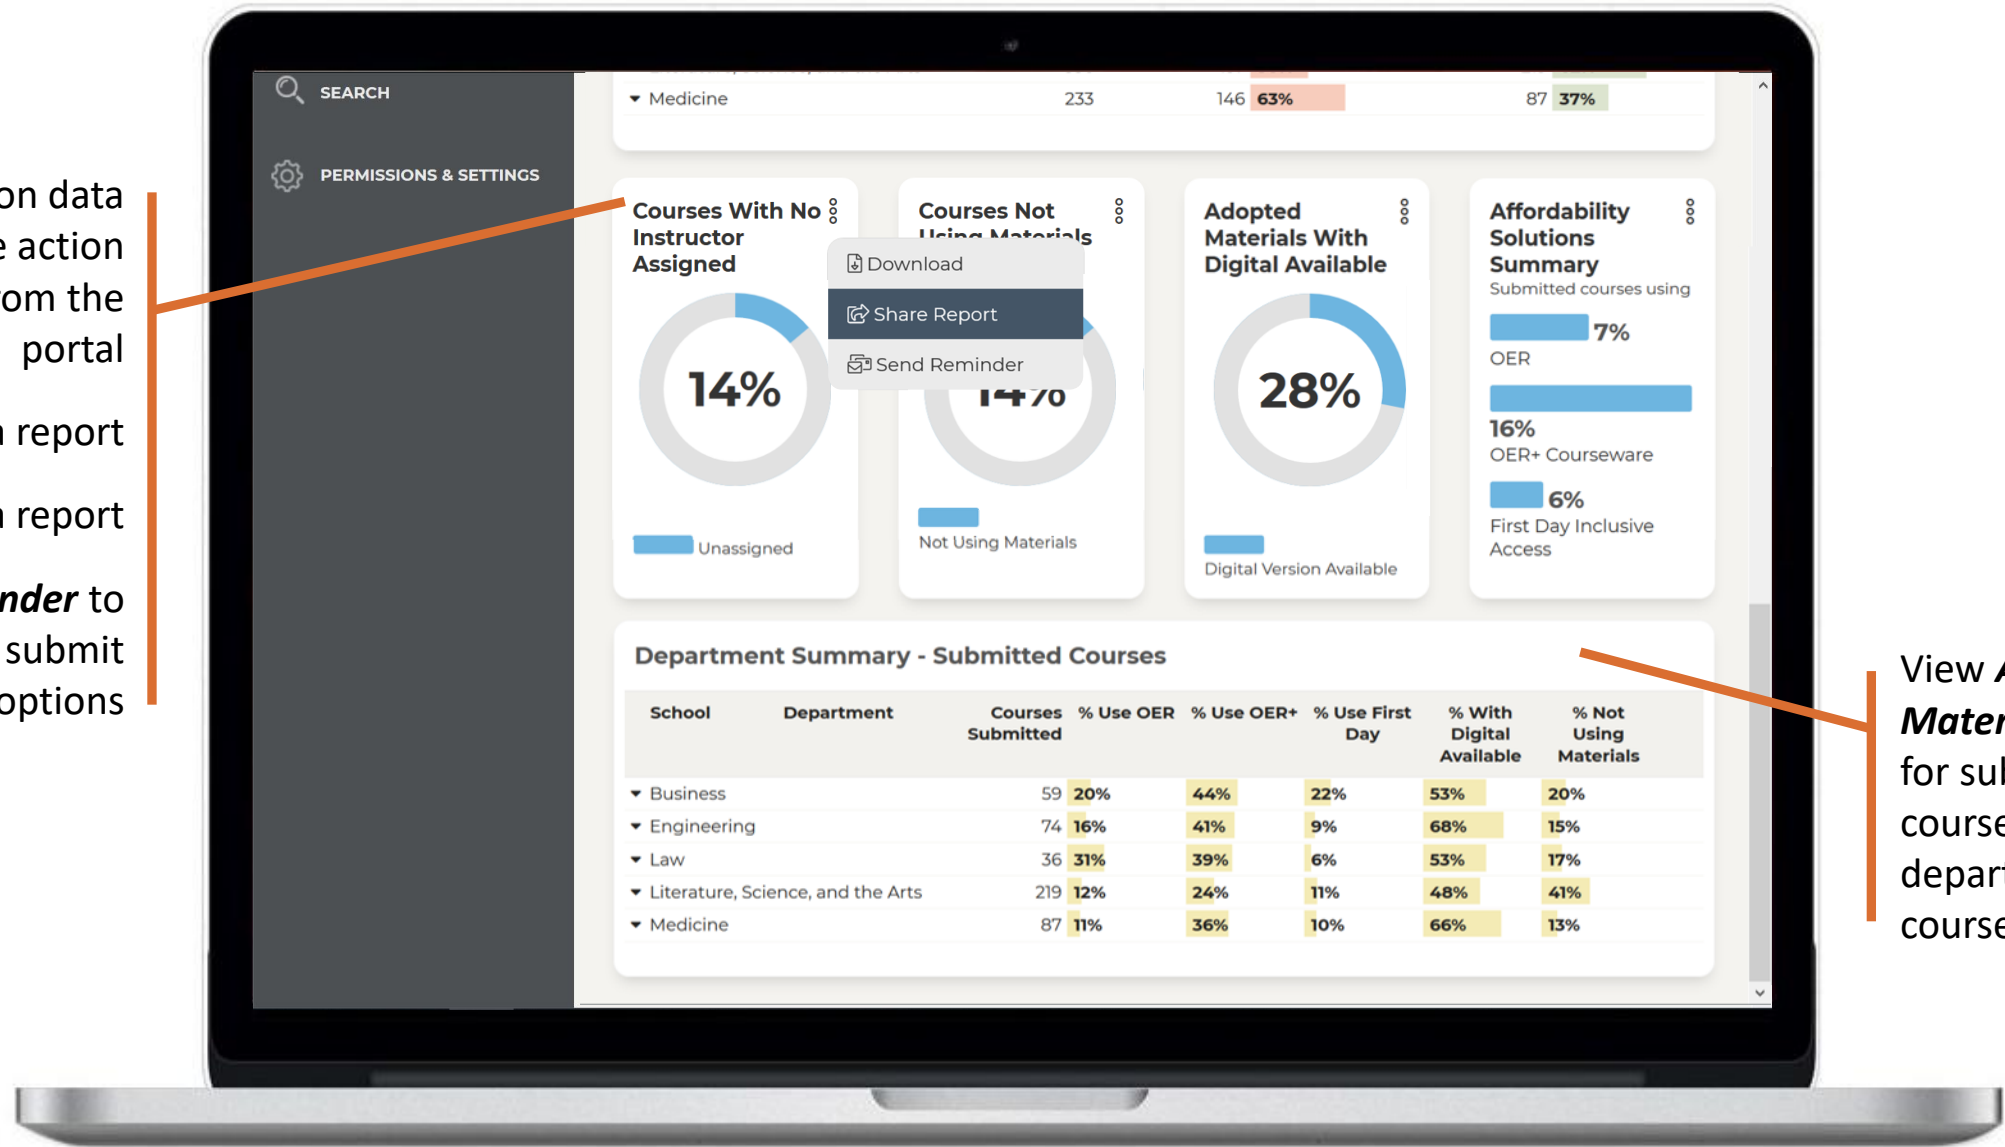 on data
action
from the
portal
report
report
to
submit
options
SEARCH
PERMISSIONS & SETTINGS
Medicine 233 146 63% 87 37%
Courses With No
Instructor
Assigned
14%
Unassigned
Courses Not
Using Materials
Download
Share Report
Send Reminder
14%
Not Using Materials
Adopted
Materials With
Digital Available
28%
Digital Version Available
Affordability
Solutions
Summary
Submitted courses using
7%
OER
16%
OER+ Courseware
6%
First Day Inclusive
Access
Department Summary - Submitted Courses
School Department Courses % Use OER % Use OER+ % Use First % With % Not
Submitted Day Digital Using
Available Materials
Business 59 20% 44% 22% 53% 20%
Engineering 74 16% 41% 9% 68% 15%
Law 36 31% 39% 6% 53% 17%
Literature, Science, and the Arts 219 12% 24% 11% 48% 41%
Medicine 87 11% 36% 10% 66% 13%
View
for